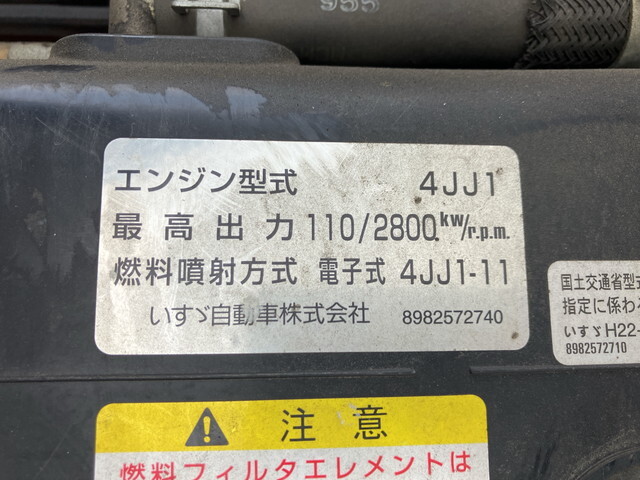 955
エンジン型式 4JJ1
最高出力 110/2800kw/r.p.m.
燃料噴射方式 電子式 4JJ1-11
いすゞ自動車株式会社 8982572740
国土交通省型式
指定に係わ
いすゞH22-
8982572710
注意
燃料フィルタエレメントは